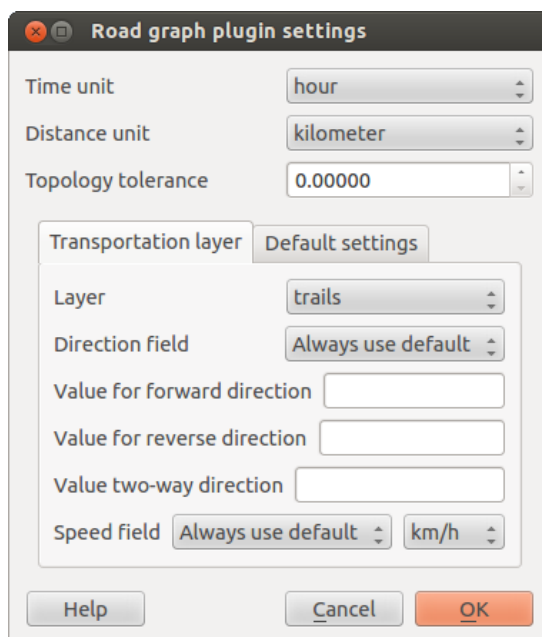 Road graph plugin settings
Time unit hour
Distance unit kilometer
Topology tolerance 0.00000
Transportation layer Default settings
Layer trails
Direction field Always use default
Value for forward direction
Value for reverse direction
Value two-way direction
Speed field Always use default km/h
Help Cancel OK